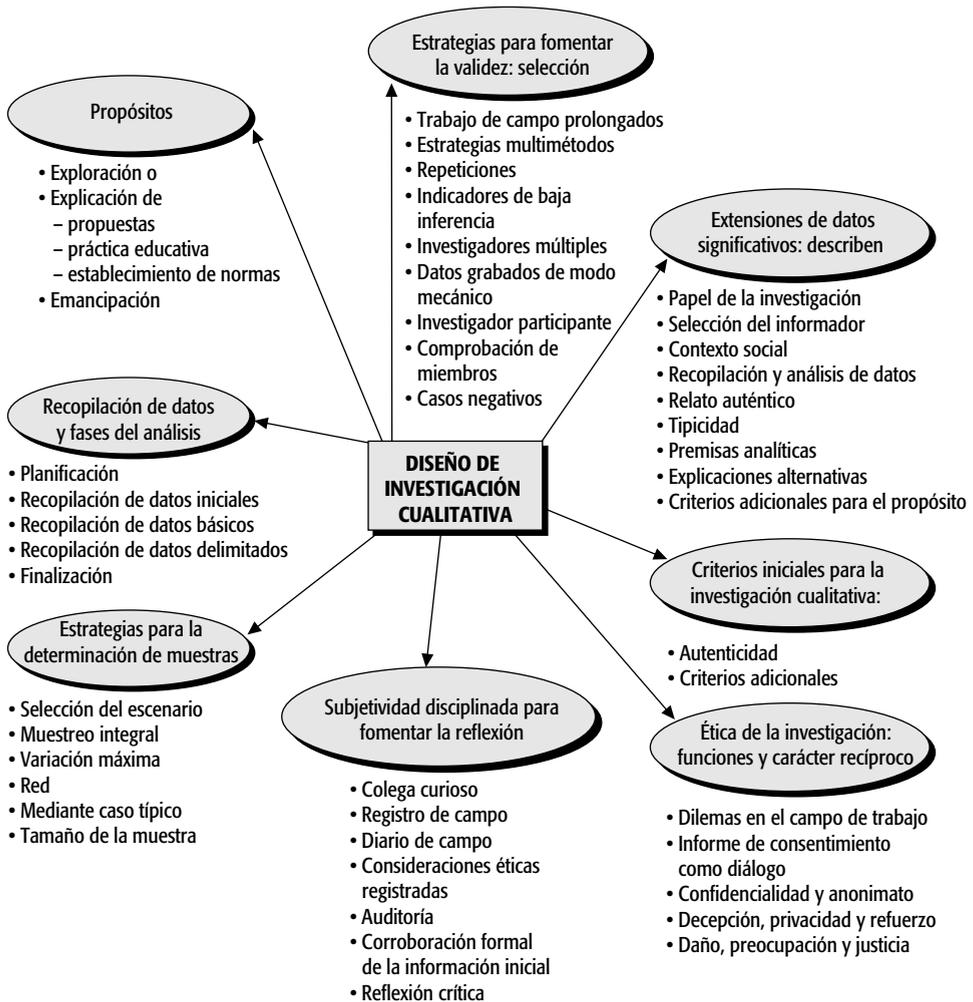 Estrategias para fomentar
la validez: selección
• Trabajo de campo prolongados
• Estrategias multimétodos
• Repeticiones
• Indicadores de baja
inferencia
• Investigadores múltiples
• Datos grabados de modo
mecánico
• Investigador participante
• Comprobación de
miembros
• Casos negativos
Propósitos
• Exploración o
• Explicación de
– propuestas
– práctica educativa
– establecimiento de normas
• Emancipación
Extensiones de datos
significativos: describen
• Papel de la investigación
• Selección del informador
• Contexto social
• Recopilación y análisis de datos
• Relato auténtico
• Tipicidad
• Premisas analíticas
• Explicaciones alternativas
• Criterios adicionales para el propósito
Recopilación de datos
y fases del análisis
• Planificación
• Recopilación de datos iniciales
• Recopilación de datos básicos
• Recopilación de datos delimitados
• Finalización
DISEÑO DE
INVESTIGACIÓN
CUALITATIVA
Criterios iniciales para la
investigación cualitativa:
• Autenticidad
• Criterios adicionales
Estrategias para la
determinación de muestras
• Selección del escenario
• Muestreo integral
• Variación máxima
• Red
• Mediante caso típico
• Tamaño de la muestra
Subjetividad disciplinada para
fomentar la reflexión
• Colega curioso
• Registro de campo
• Diario de campo
• Consideraciones éticas
registradas
• Auditoría
• Corroboración formal
de la información inicial
• Reflexión crítica
Ética de la investigación:
funciones y carácter recíproco
• Dilemas en el campo de trabajo
• Informe de consentimiento
como diálogo
• Confidencialidad y anonimato
• Decepción, privacidad y refuerzo
• Daño, preocupación y justicia